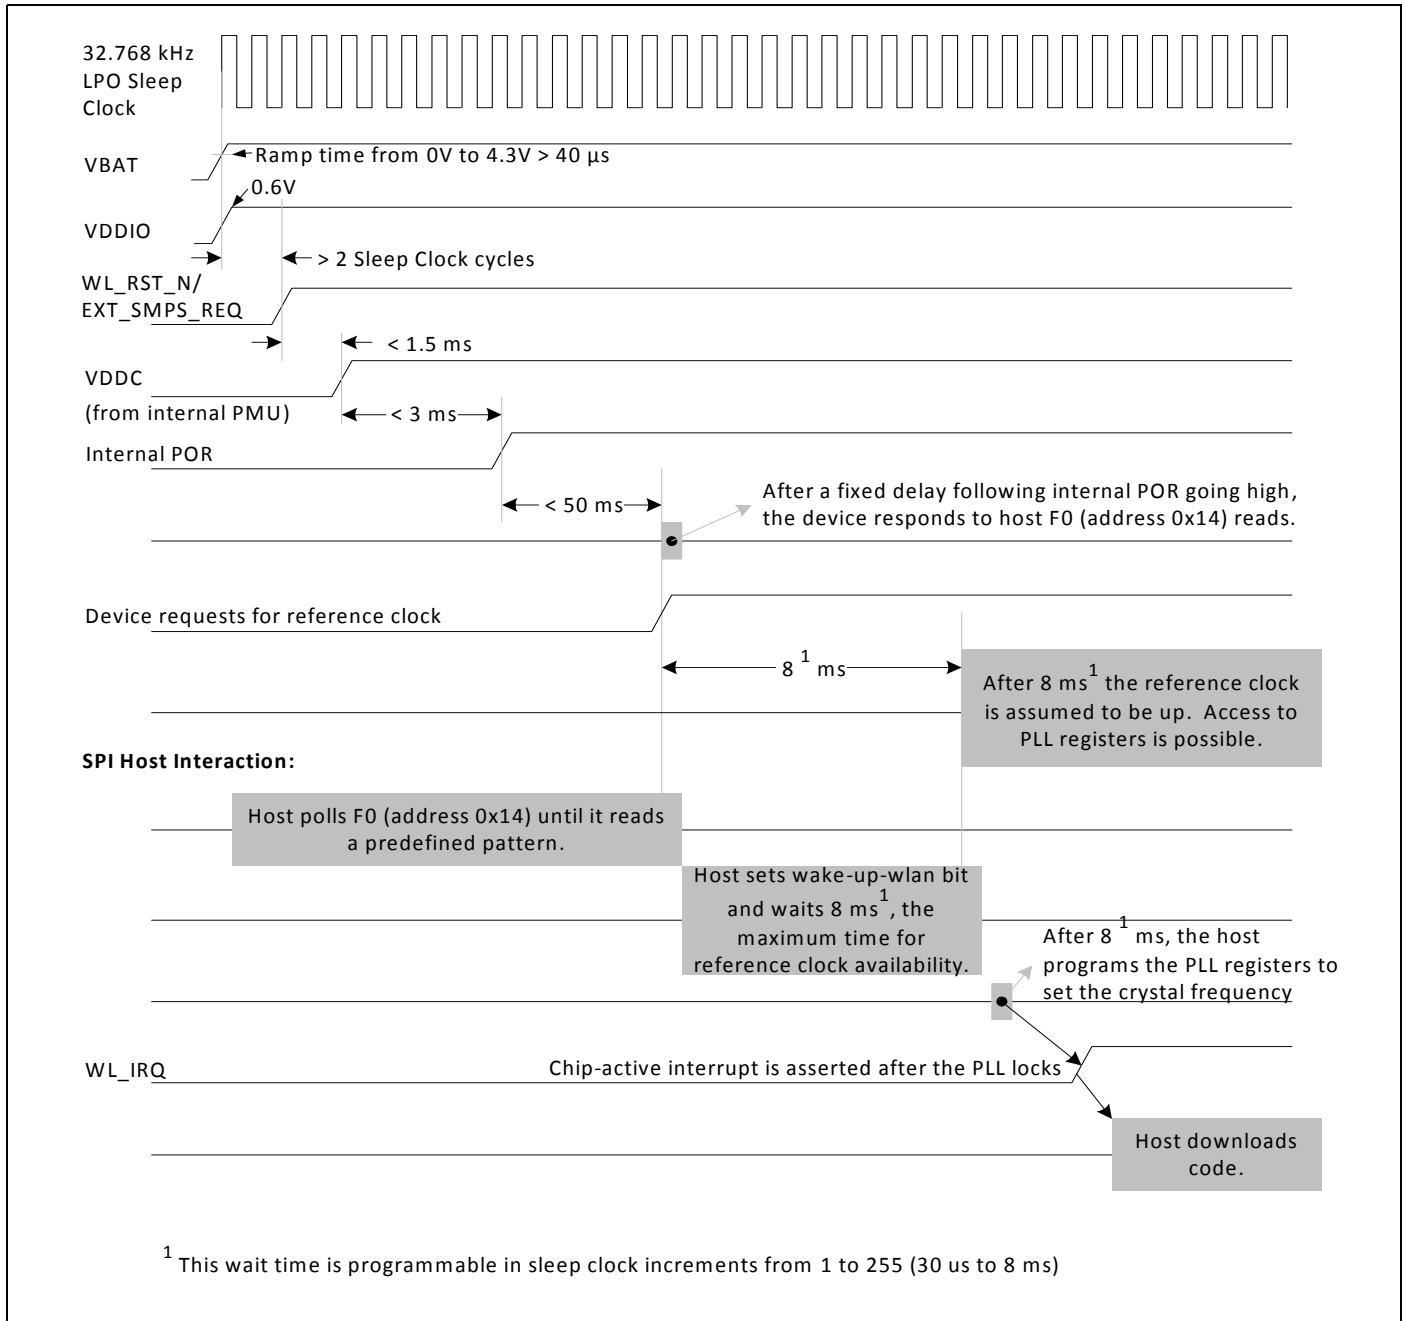 32.768 kHz
LPO Sleep
Clock
VBAT
Ramp time from 0V to 4.3V > 40 µs
0.6V
VDDIO
> 2 Sleep Clock cycles
WL_RST_N/
EXT_SMPS_REQ
< 1.5 ms
VDDC
(from internal PMU)
< 3 ms
Internal POR
< 50 ms
After a fixed delay following internal POR going high,
the device responds to host F0 (address 0x14) reads.
Device requests for reference clock
8 1 ms
After 8 ms1 the reference clock
is assumed to be up. Access to
PLL registers is possible.
SPI Host Interaction:
Host polls F0 (address 0x14) until it reads
a predefined pattern.
Host sets wake-up-wlan bit
and waits 8 ms1, the
maximum time for
reference clock availability.
After 8 1 ms, the host
programs the PLL registers to
set the crystal frequency
WL_IRQ
Chip-active interrupt is asserted after the PLL locks
Host downloads
code.
1 This wait time is programmable in sleep clock increments from 1 to 255 (30 us to 8 ms)